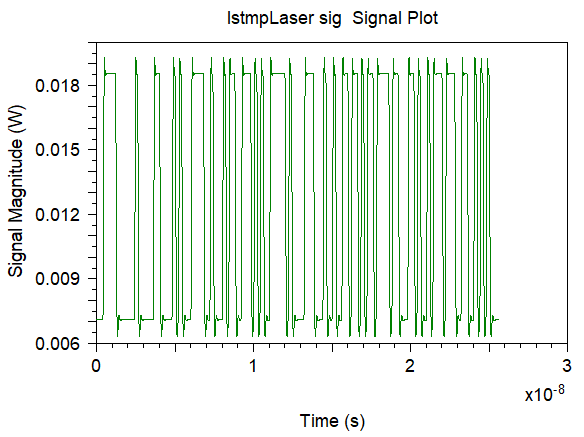 lstmpLaser sig  Signal Plot
Signal Magnitude (W)
0.018
0.015
0.012
0.009
0.006
0
1
2
3
x10
-8
Time (s)